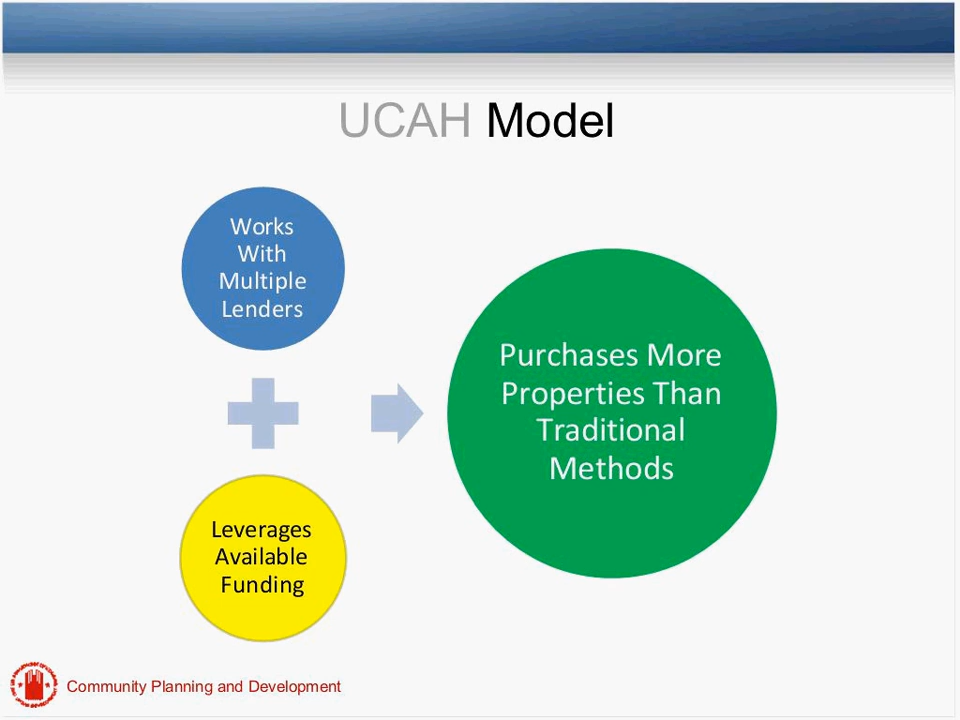 UCAH Model
Works
With
Multiple
Lenders
Leverages
Available
Funding
Purchases More
Properties Than
Traditional
Methods
Community Planning and Development